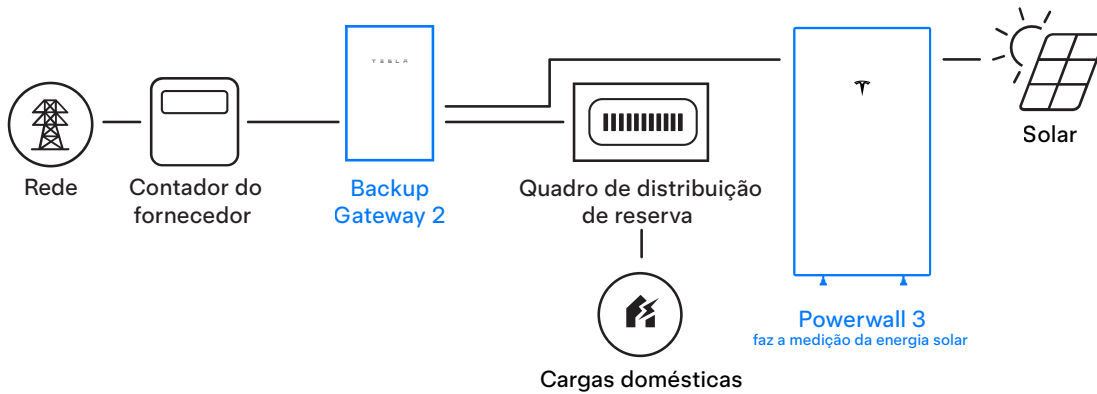 TESLA
Solar
Rede
Contador do
fornecedor
Backup
Gateway 2
Quadro de distribuição
de reserva
Powerwall 3
faz a medição da energia solar
Cargas domésticas